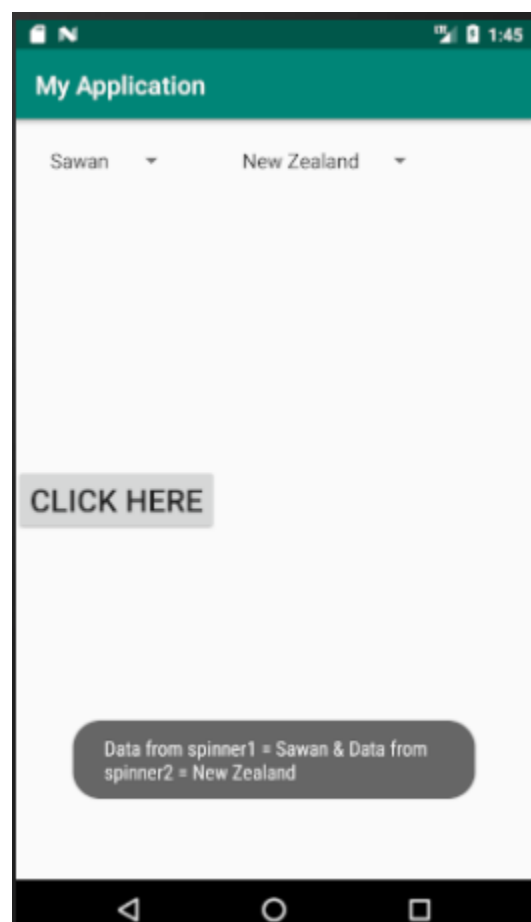 1:45
My Application
Sawan New Zealand
CLICK HERE
Data from spinner1 = Sawan & Data from
spinner2 = New Zealand